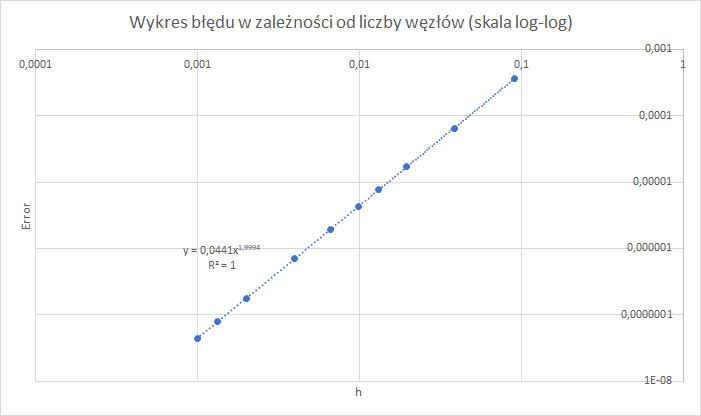 Wykres błędu w zależności od liczby węzłów (skala log-log)
0,001
0,0001 0,001 0,01 0,1 1
0,0001
0,00001
Error
y = 0,0441x^1,9994
0,000001
R² = 1
0,0000001
1E-08
h